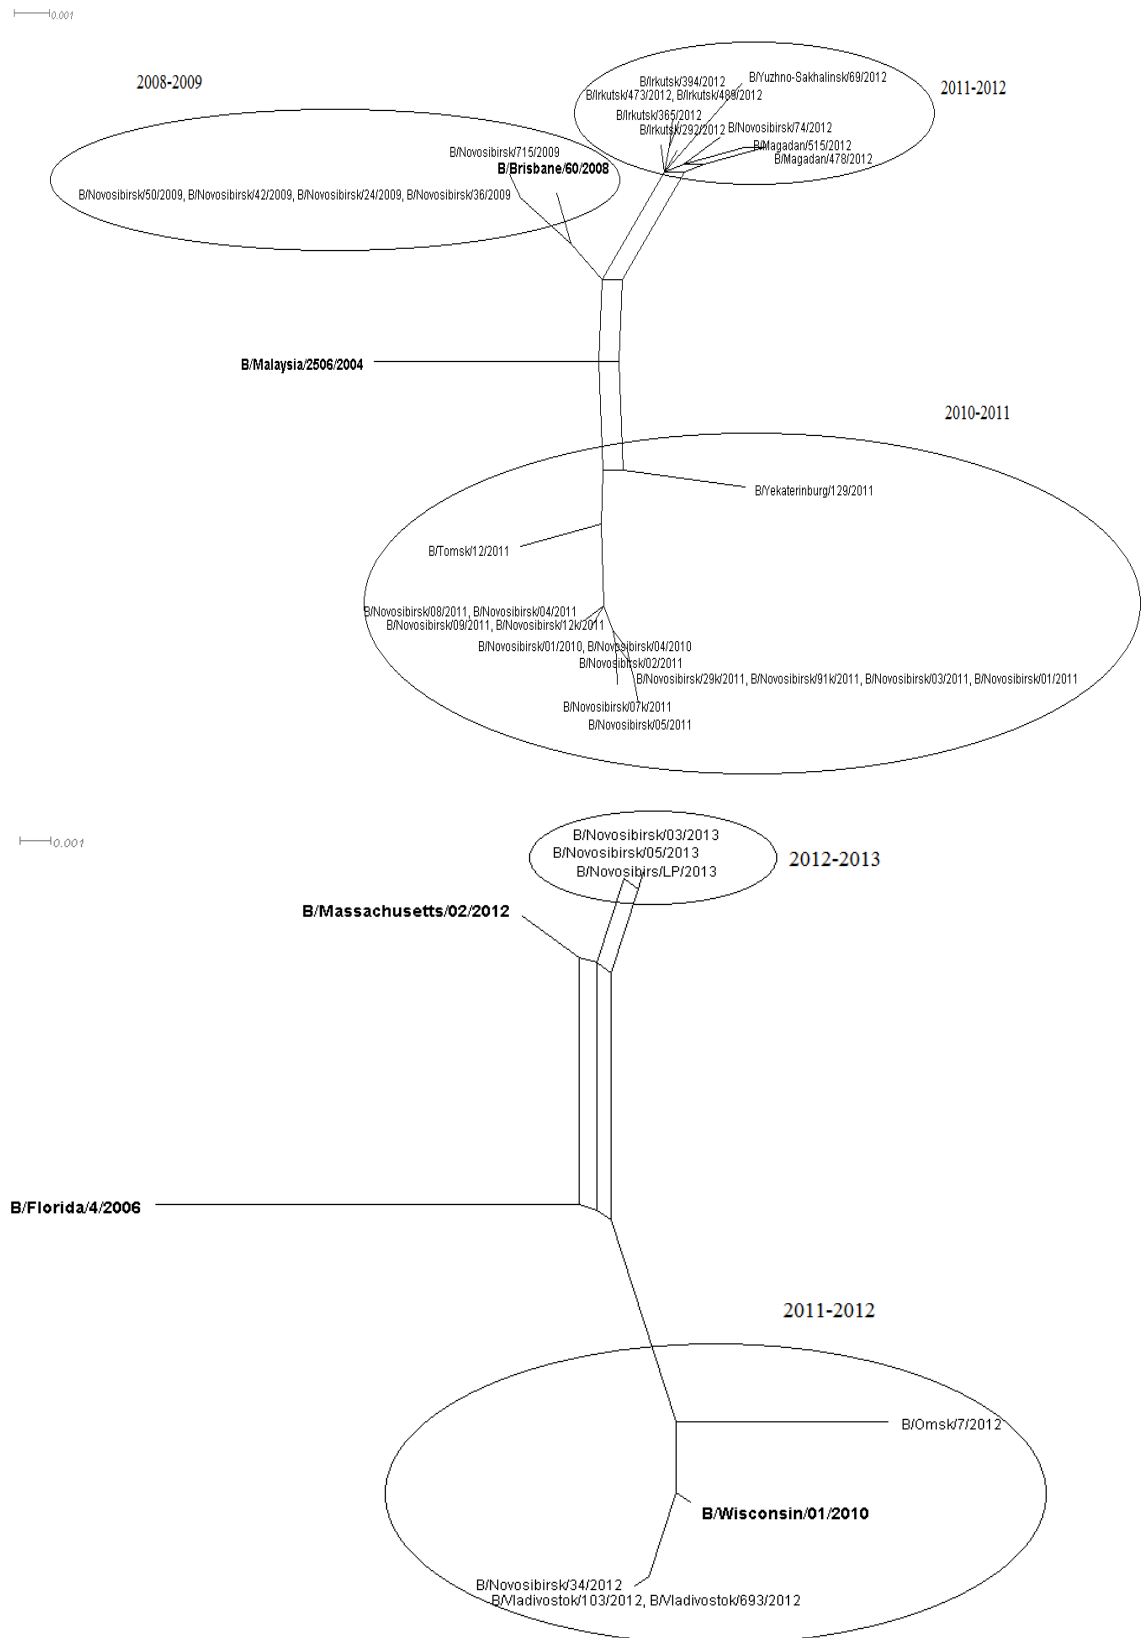 0.001
2008-2009
B/Irkutsk/394/2012
B/Yuzhno-Sakhalinsk/69/2012
2011-2012
B/Irkutsk/473/2012, B/Irkutsk/489/2012
B/Irkutsk/365/2012
B/Irkutsk/292/2012
B/Novosibirsk/74/2012
B/Magadan/515/2012
B/Magadan/478/2012
B/Novosibirsk/715/2009
B/Brisbane/60/2008
B/Novosibirsk/50/2009, B/Novosibirsk/42/2009, B/Novosibirsk/24/2009, B/Novosibirsk/36/2009
B/Malaysia/2506/2004
2010-2011
B/Yekaterinburg/129/2011
B/Tomsk/12/2011
B/Novosibirsk/08/2011, B/Novosibirsk/04/2011
B/Novosibirsk/09/2011, B/Novosibirsk/12k/2011
B/Novosibirsk/01/2010, B/Novosibirsk/04/2010
B/Novosibirsk/02/2011
B/Novosibirsk/29k/2011, B/Novosibirsk/91k/2011, B/Novosibirsk/03/2011, B/Novosibirsk/01/2011
B/Novosibirsk/07k/2011
B/Novosibirsk/05/2011
0.001
B/Novosibirsk/03/2013
B/Novosibirsk/05/2013
B/Novosibirs/LP/2013
2012-2013
B/Massachusetts/02/2012
B/Florida/4/2006
2011-2012
B/Omsk/7/2012
B/Wisconsin/01/2010
B/Novosibirsk/34/2012
B/Vladivostok/103/2012, B/Vladivostok/693/2012